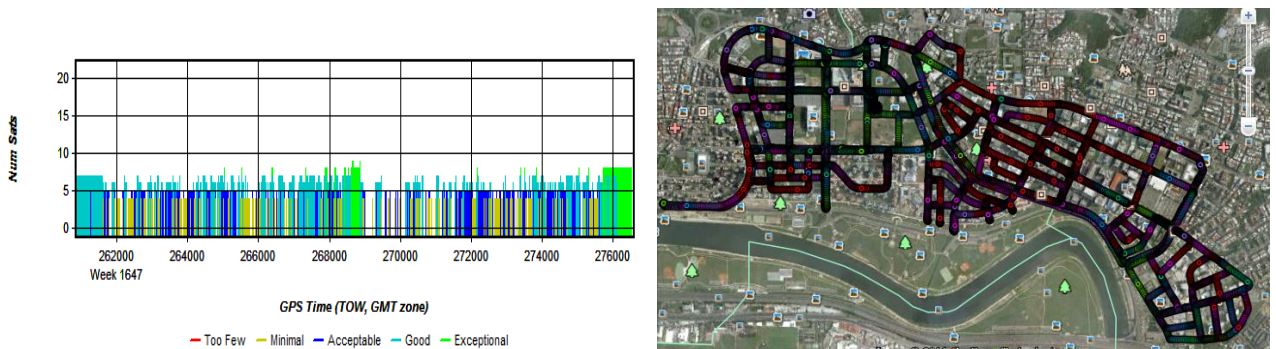 20
15
10
5
0
Num Sats
262000 264000 266000 268000 270000 272000 274000 276000
Week 1647
GPS Time (TOW, GMT zone)
Too Few Minimal Acceptable Good Exceptional